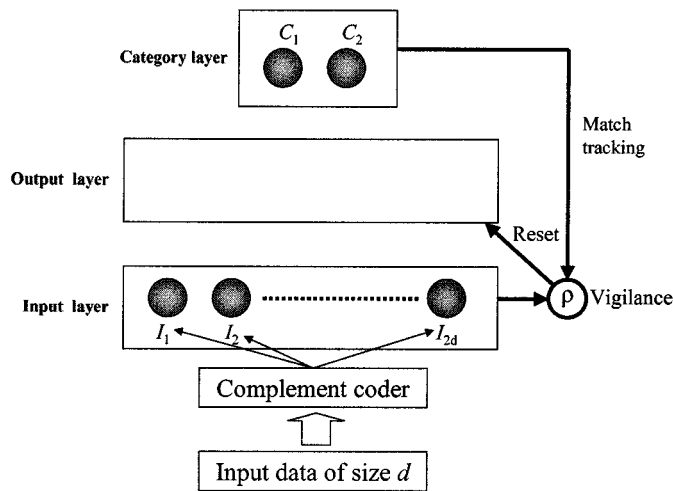 C1 C2
Category layer
Match
tracking
Output layer
Reset
Input layer
ρ Vigilance
I1 I2 I2d
Complement coder
Input data of size d